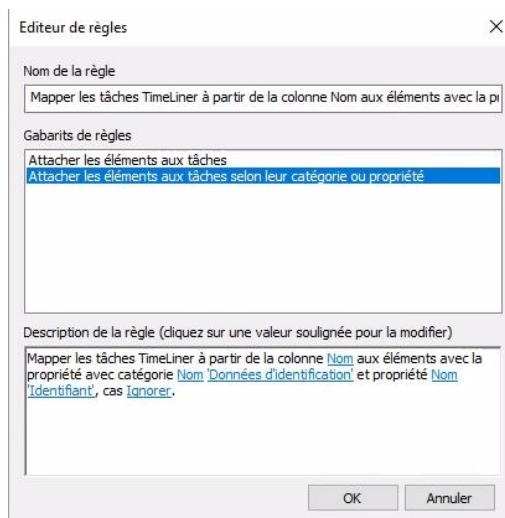 Editeur de règles
Nom de la règle
Mapper les tâches TimeLiner à partir de la colonne Nom aux éléments avec la
Gabarits de règles
Attacher les éléments aux tâches
Attacher les éléments aux tâches selon leur catégorie ou propriété
Description de la règle (cliquez sur une valeur soulignée pour la modifier)
Mapper les tâches TimeLiner à partir de la colonne Nom aux éléments avec la
propriété avec catégorie Nom 'Données d'identification' et propriété Nom
'Identifiant', cas Ignorer.
OK Annuler